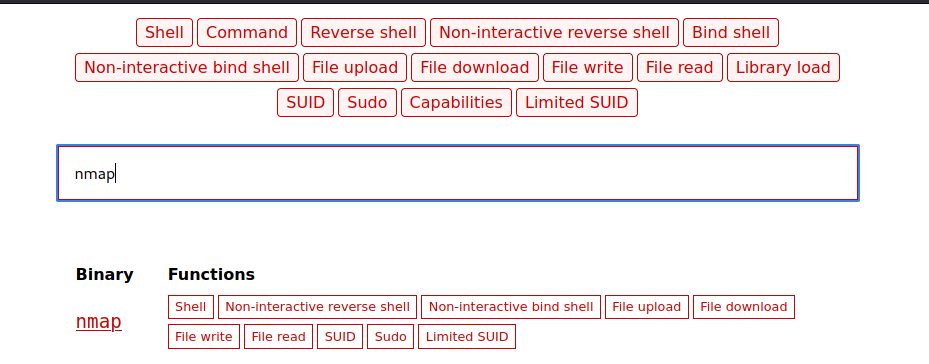 Shell Command Reverse shell Non-interactive reverse shell Bind shell
Non-interactive bind shell File upload File download File write File read Library load
SUID Sudo Capabilities Limited SUID
nmap
Binary Functions
nmap Shell Non-interactive reverse shell Non-interactive bind shell File upload File download
File write File read SUID Sudo Limited SUID